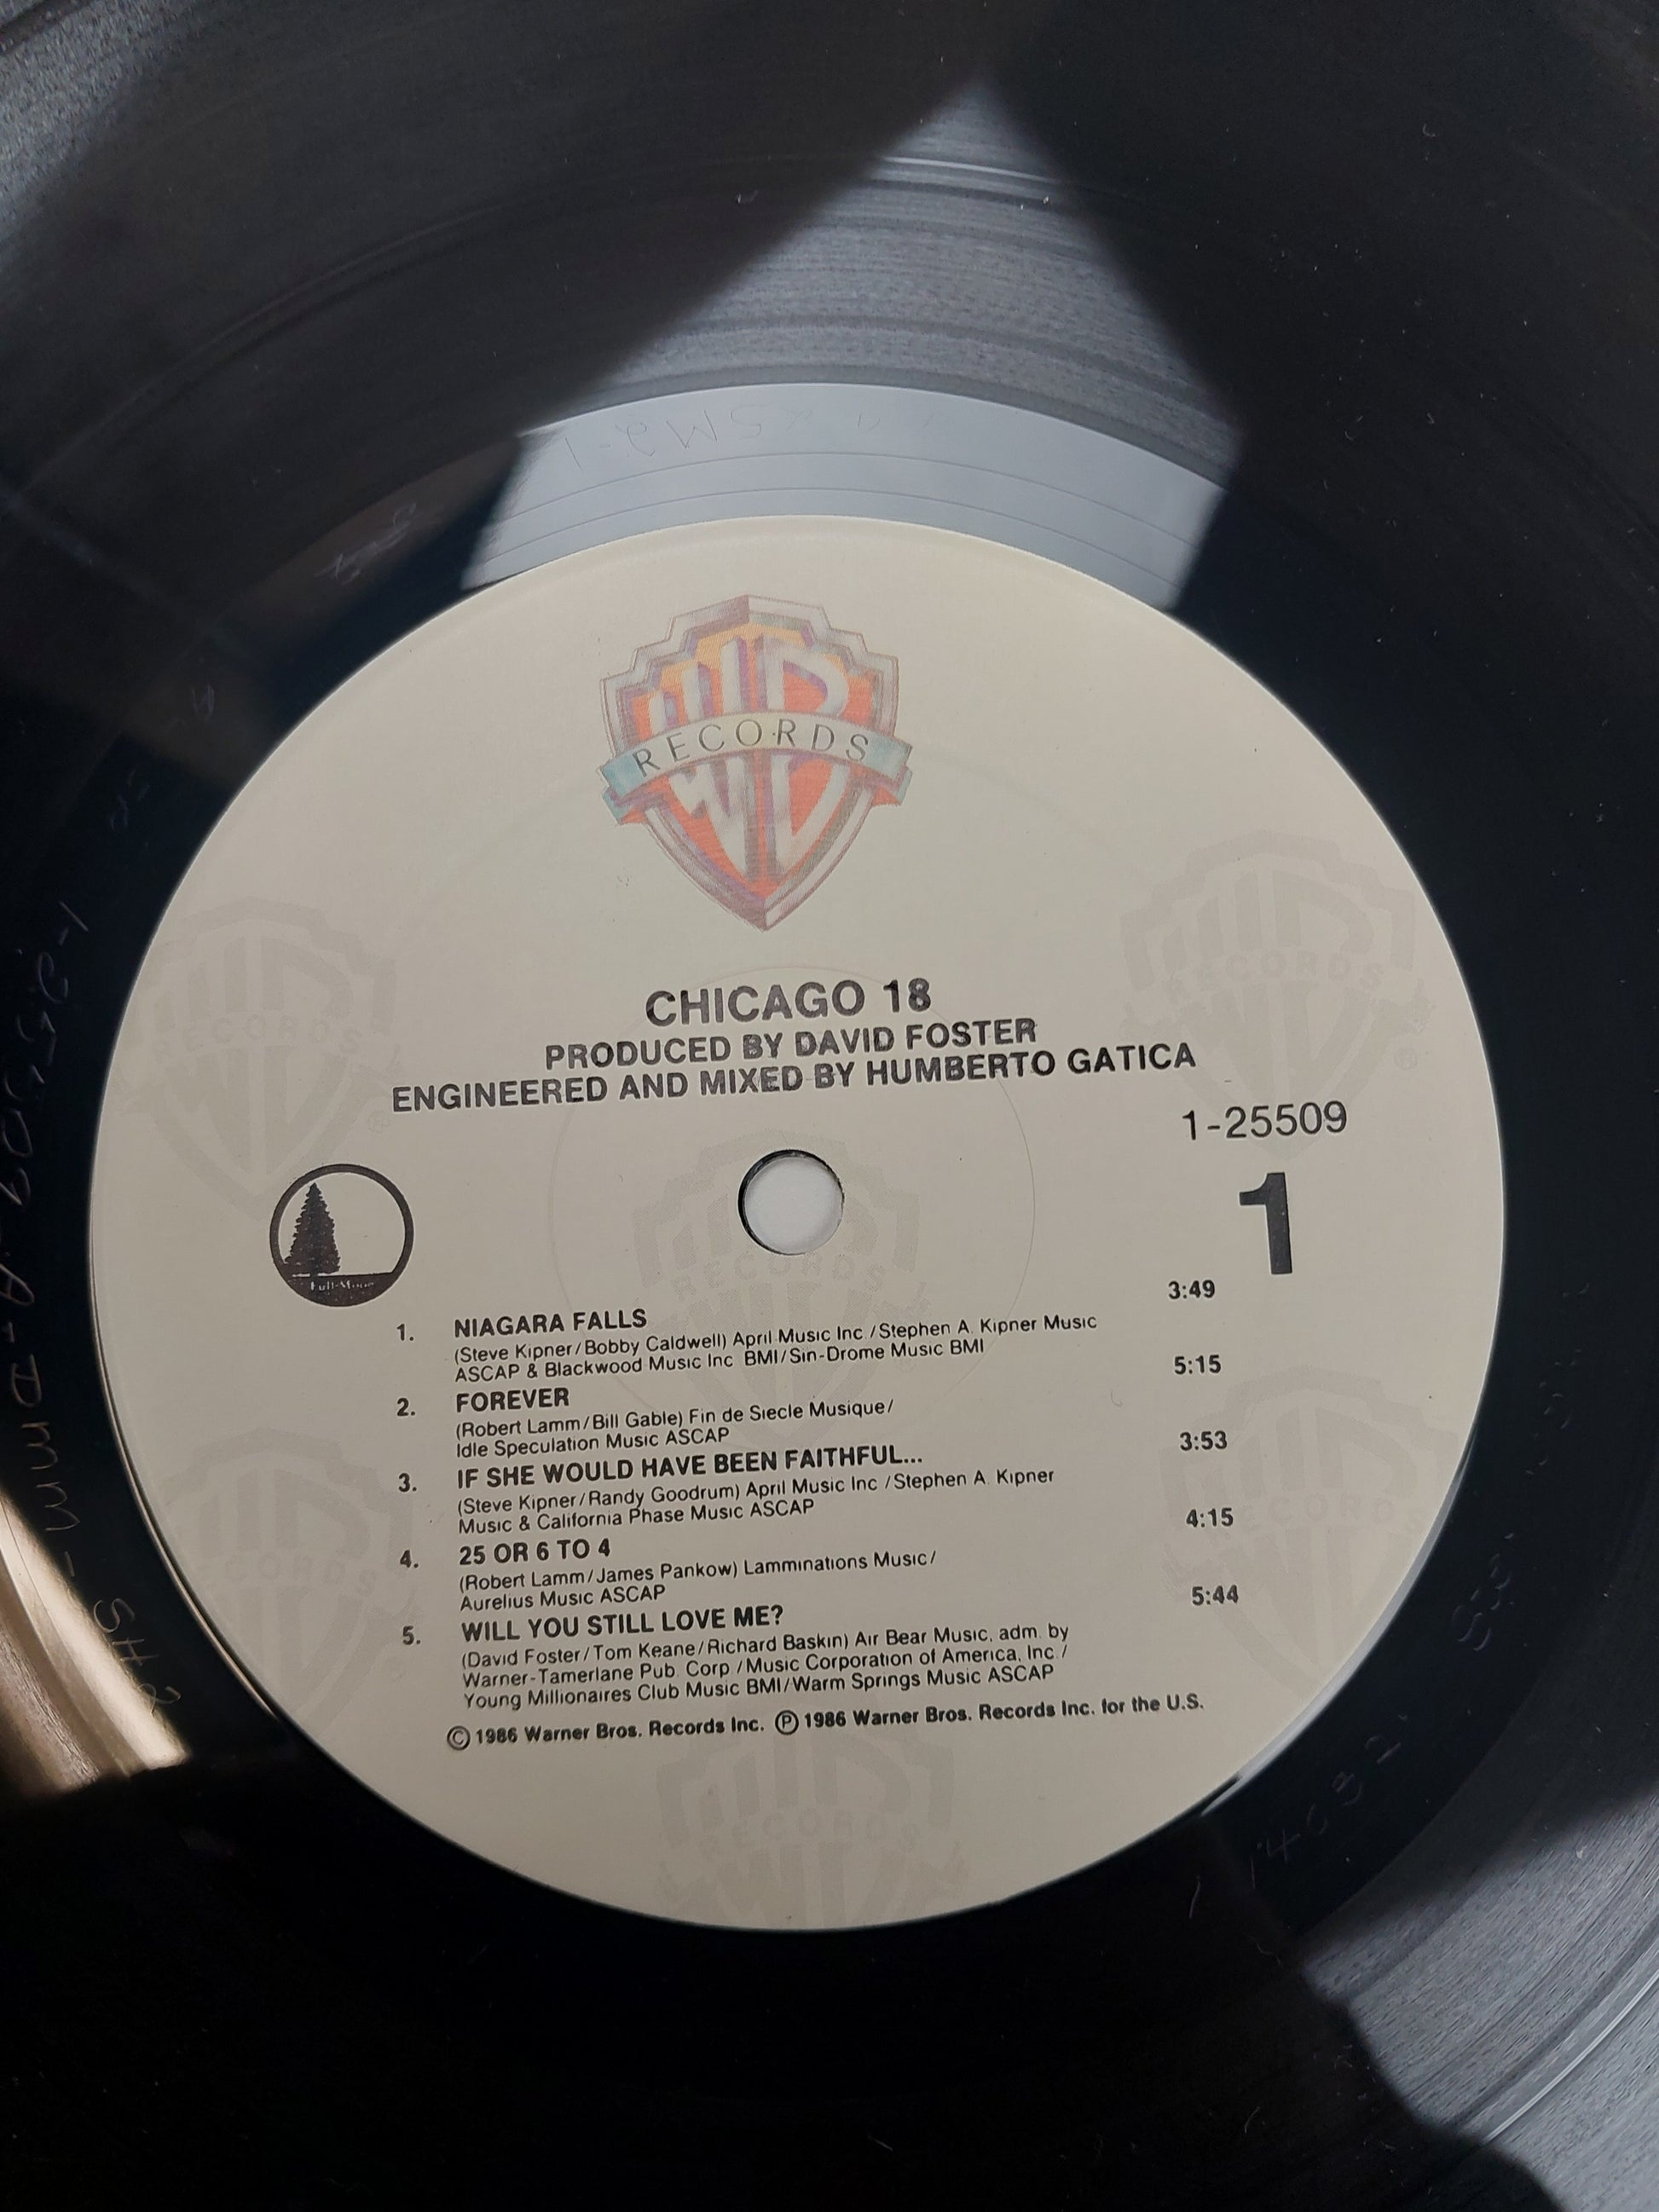 RECORDS
CHICAGO 18
PRODUCED BY DAVID FOSTER
ENGINEERED AND MIXED BY HUMBERTO GATICA
1-25509
1
Full Moon
1. NIAGARA FALLS 3:49
(Steve Kipner/Bobby Caldwell) April Music Inc./Stephen A. Kipner Music
ASCAP & Blackwood Music Inc BMI/Sin-Drome Music BMI
2. FOREVER 5:15
(Robert Lamm/Bill Gable) Fin de Siecle Musique/
Idle Speculation Music ASCAP
3. IF SHE WOULD HAVE BEEN FAITHFUL... 3:53
(Steve Kipner/Randy Goodrum) April Music Inc /Stephen A. Kipner
Music & California Phase Music ASCAP
4. 25 OR 6 TO 4 4:15
(Robert Lamm/James Pankow) Lamminations Music/
Aurelius Music ASCAP
5. WILL YOU STILL LOVE ME? 5:44
(David Foster/Tom Keane/Richard Baskin) Air Bear Music, adm. by
Warner-Tamerlane Pub. Corp /Music Corporation of America, Inc./
Young Millionaires Club Music BMI/Warm Springs Music ASCAP
© 1986 Warner Bros. Records Inc. ℗ 1986 Warner Bros. Records Inc. for the U.S.